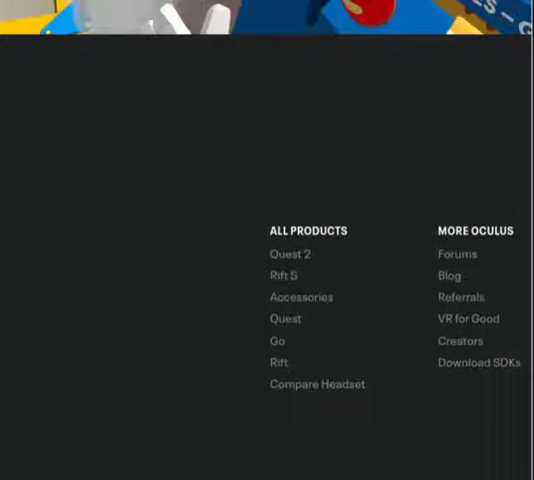 ES – G
ALL PRODUCTS
Quest 2
Rift S
Accessories
Quest
Go
Rift
Compare Headset
MORE OCULUS
Forums
Blog
Referrals
VR for Good
Creators
Download SDKs